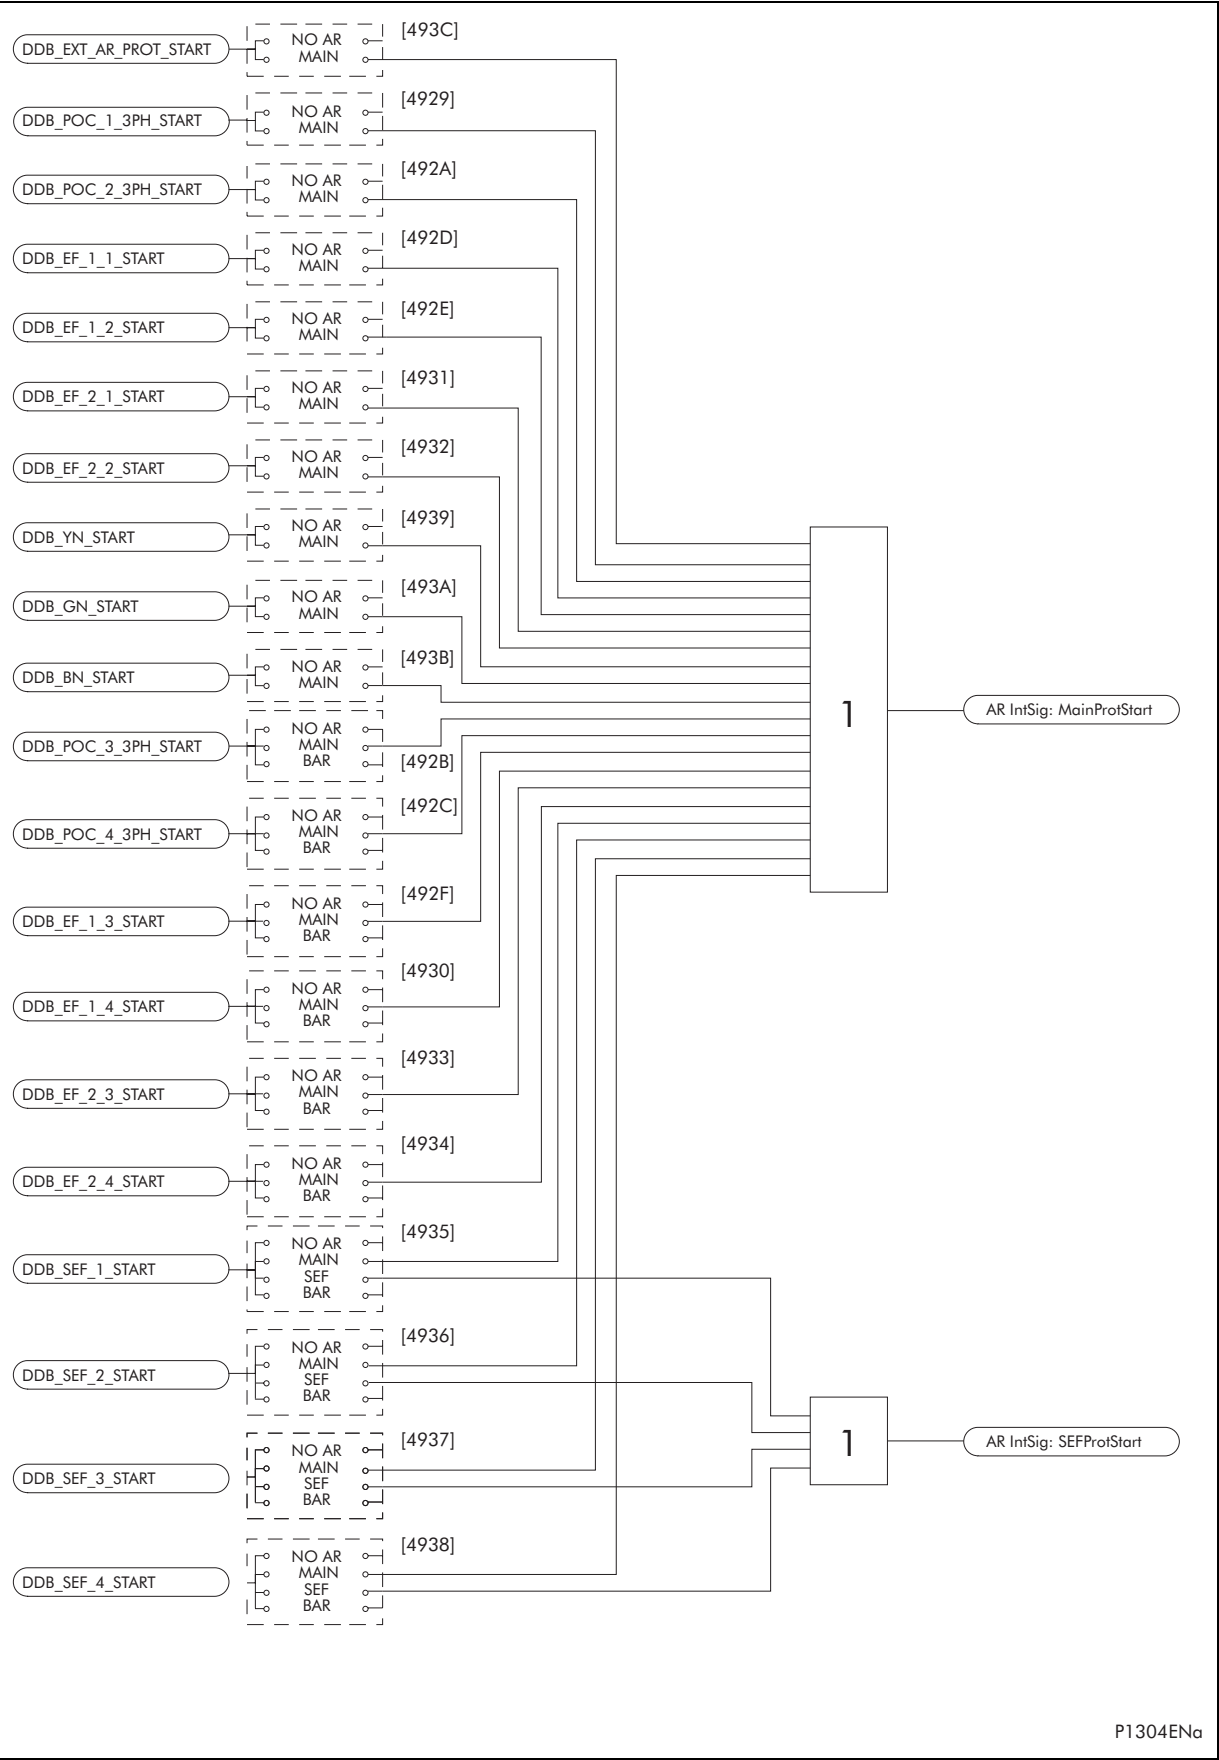 DDB_EXT_AR_PROT_START NO AR [493C]
MAIN
DDB_POC_1_3PH_START NO AR [4929]
MAIN
DDB_POC_2_3PH_START NO AR [492A]
MAIN
DDB_EF_1_1_START NO AR [492D]
MAIN
DDB_EF_1_2_START NO AR [492E]
MAIN
DDB_EF_2_1_START NO AR [4931]
MAIN
DDB_EF_2_2_START NO AR [4932]
MAIN
DDB_YN_START NO AR [4939]
MAIN
DDB_GN_START NO AR [493A]
MAIN
DDB_BN_START NO AR [493B]
MAIN
1
AR IntSig: MainProtStart
DDB_POC_3_3PH_START NO AR
MAIN
BAR [492B]
DDB_POC_4_3PH_START NO AR [492C]
MAIN
BAR
DDB_EF_1_3_START NO AR [492F]
MAIN
BAR
DDB_EF_1_4_START NO AR [4930]
MAIN
BAR
DDB_EF_2_3_START NO AR [4933]
MAIN
BAR
DDB_EF_2_4_START NO AR [4934]
MAIN
BAR
DDB_SEF_1_START NO AR [4935]
MAIN
SEF
BAR
DDB_SEF_2_START NO AR [4936]
MAIN
SEF
BAR
1
AR IntSig: SEFProtStart
DDB_SEF_3_START NO AR [4937]
MAIN
SEF
BAR
DDB_SEF_4_START NO AR [4938]
MAIN
SEF
BAR
P1304ENa